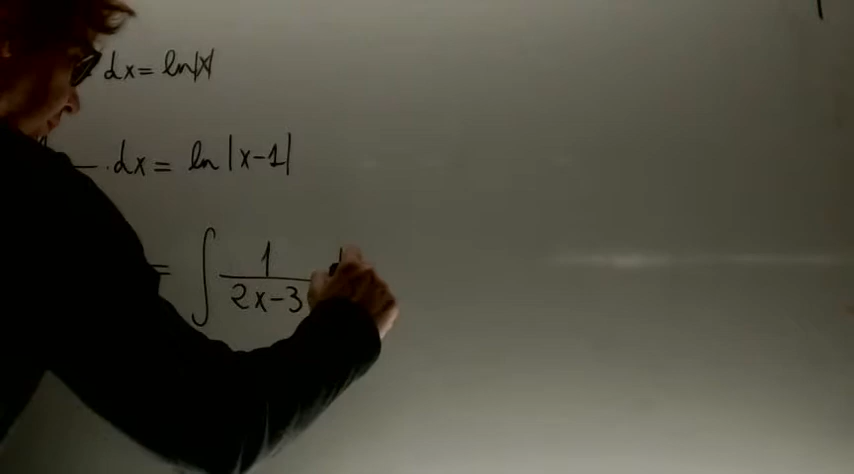 dx = ln|x|
. dx = ln |x-1|
= ∫ 1/(2x-3)